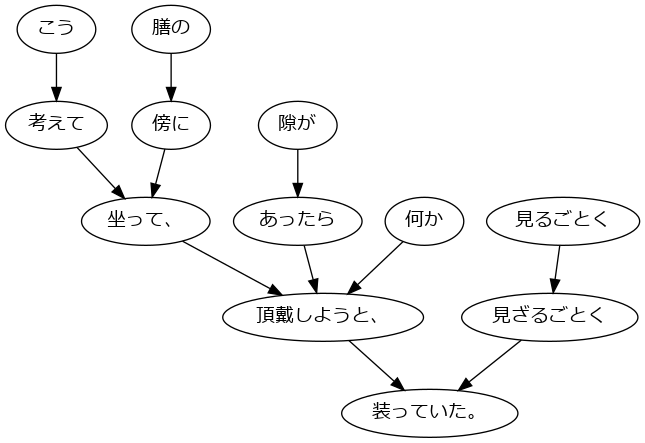 こう
膳の
考えて
傍に
隙が
坐って、
あったら
何か
見るごとく
頂戴しようと、
見ざるごとく
装っていた。